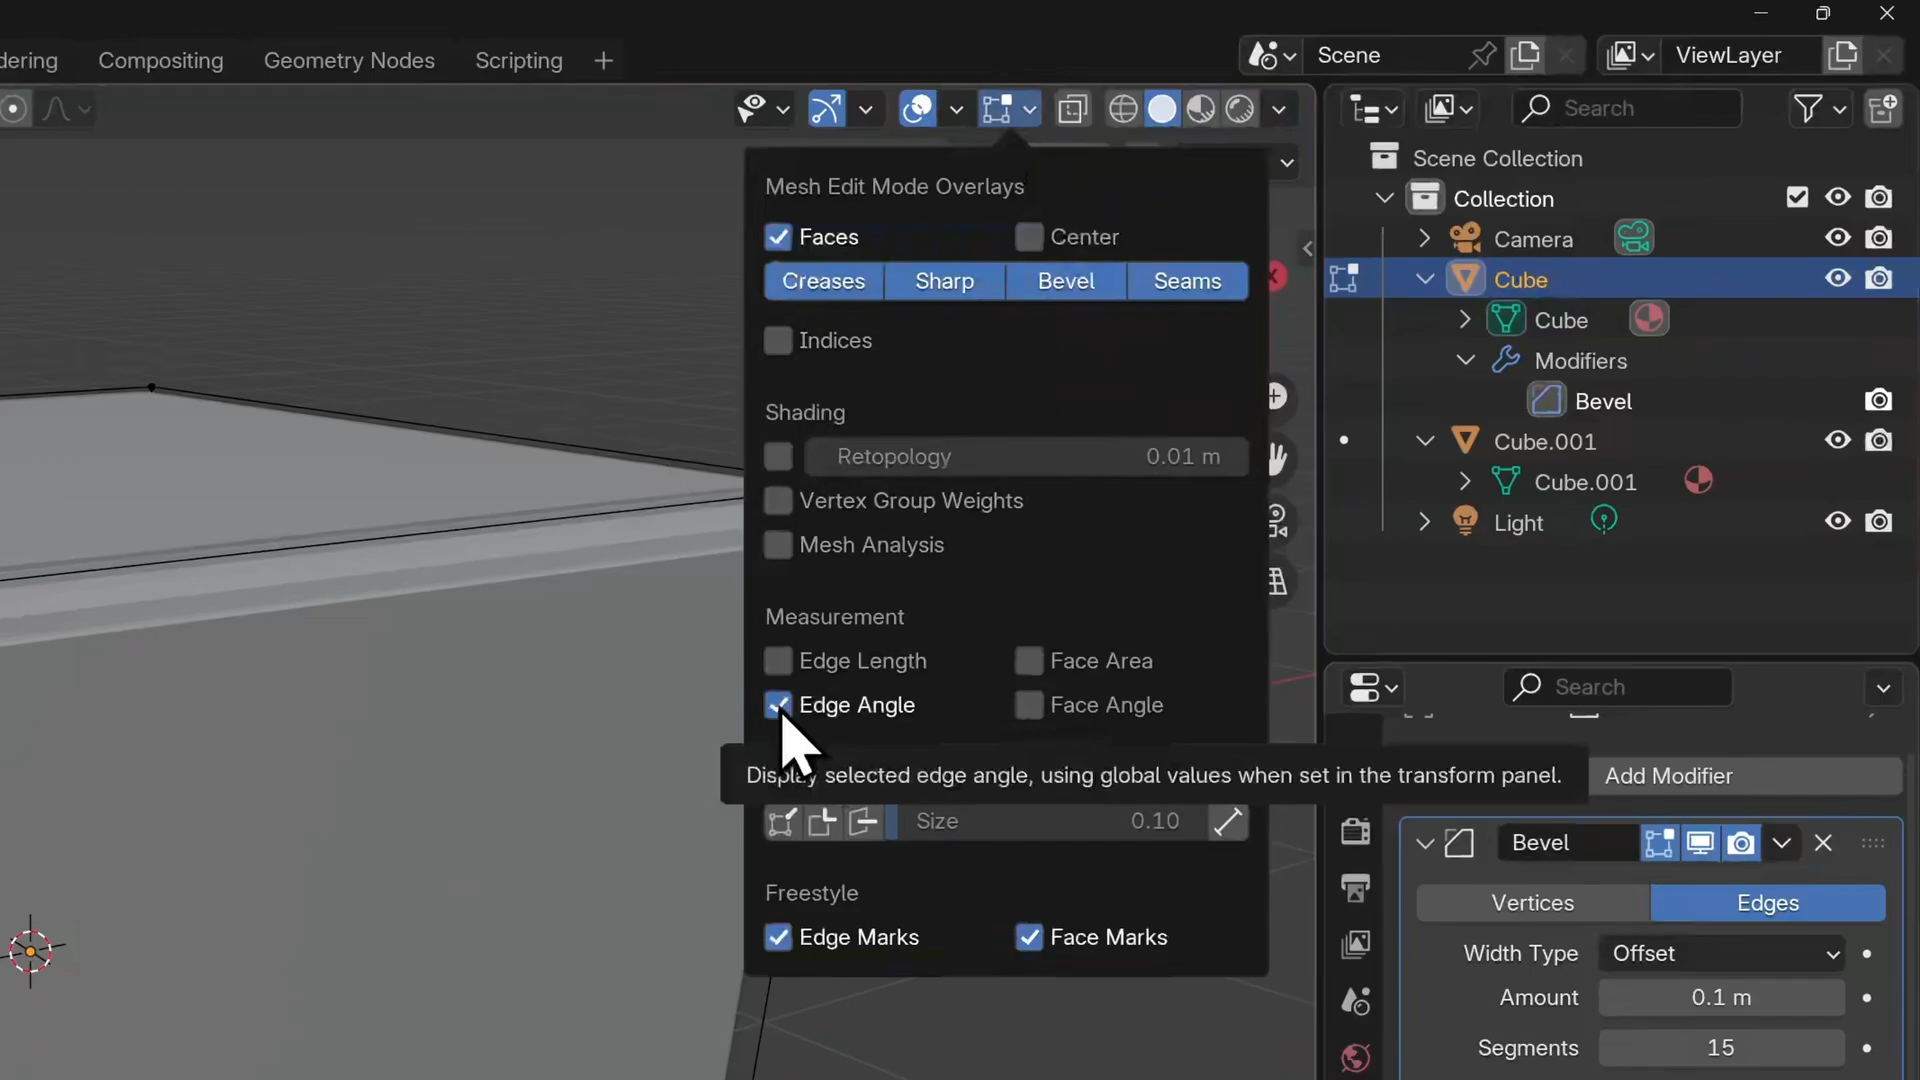 dering Compositing Geometry Nodes Scripting +
Scene
ViewLayer
Search
Mesh Edit Mode Overlays
Faces Center
Creases Sharp Bevel Seams
Indices
Shading
Retopology 0.01 m
Vertex Group Weights
Mesh Analysis
Measurement
Edge Length Face Area
Edge Angle Face Angle
Display selected edge angle, using global values when set in the transform panel.
Size 0.10
Freestyle
Edge Marks Face Marks
Scene Collection
Collection
Camera
Cube
Cube
Modifiers
Bevel
Cube.001
Cube.001
Light
Search
Add Modifier
Bevel
Vertices Edges
Width Type Offset
Amount 0.1 m
Segments 15